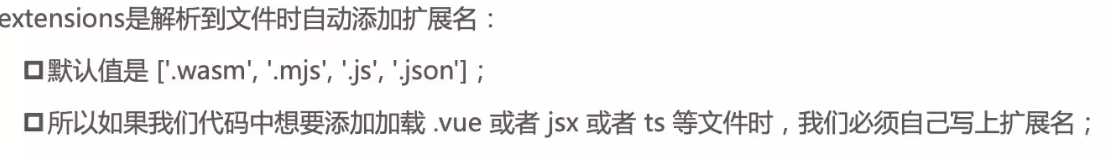 extensions是解析到文件时自动添加扩展名：
默认值是 ['.wasm', '.mjs', '.js', '.json']；
所以如果我们代码中想要添加加载 .vue 或者 jsx 或者 ts 等文件时，我们必须自己写上扩展名；